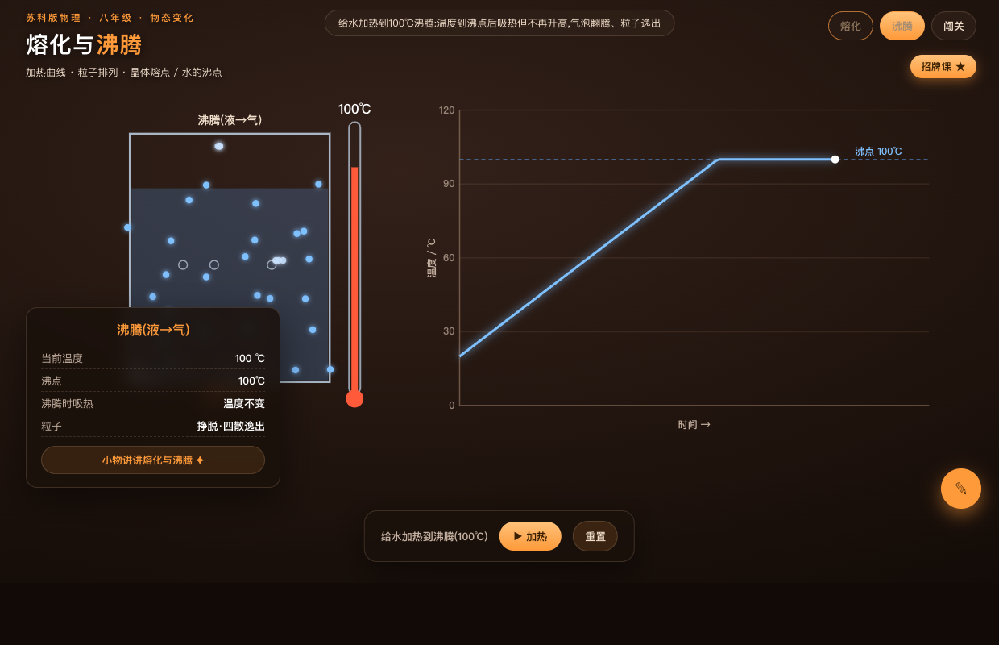 苏科版物理 · 八年级 · 物态变化
熔化与沸腾
加热曲线 · 粒子排列 · 晶体熔点 / 水的沸点
给水加热到100℃沸腾:温度到沸点后吸热但不再升高,气泡翻腾、粒子逸出
熔化
沸腾
闯关
招牌课 ★
沸腾(液→气)
100℃
120
90
60
30
0
温度 / ℃
沸点 100℃
时间 →
沸腾(液→气)
当前温度 100 ℃
沸点 100℃
沸腾时吸热 温度不变
粒子 挣脱·四散逸出
小物讲讲熔化与沸腾 ✦
给水加热到沸腾(100℃)
▶ 加热
重置